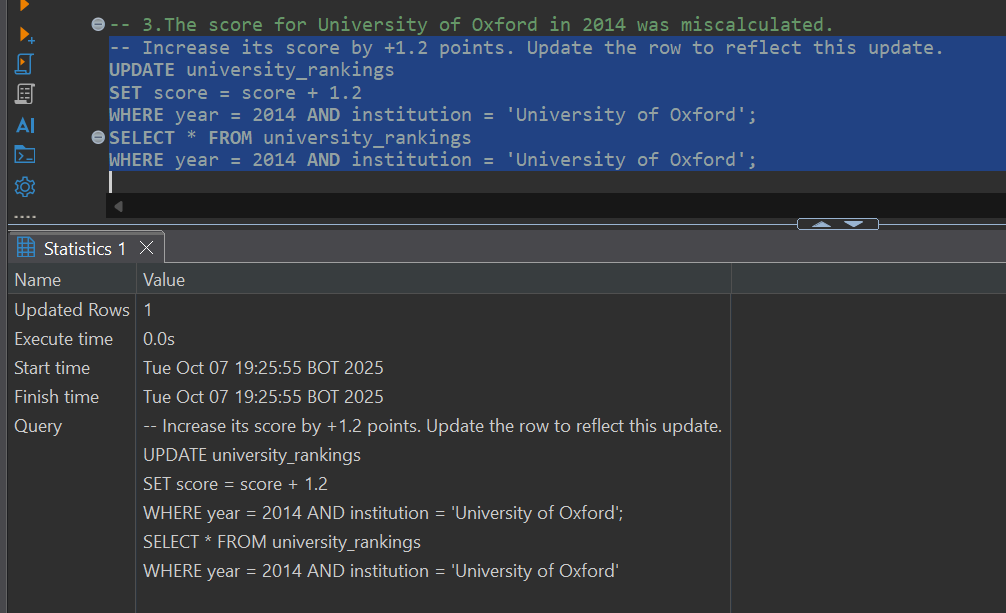 -- 3.The score for University of Oxford in 2014 was miscalculated.
-- Increase its score by +1.2 points. Update the row to reflect this update.
UPDATE university_rankings
SET score = score + 1.2
WHERE year = 2014 AND institution = 'University of Oxford';
SELECT * FROM university_rankings
WHERE year = 2014 AND institution = 'University of Oxford';
AI
Statistics 1
Name Value
Updated Rows 1
Execute time 0.0s
Start time Tue Oct 07 19:25:55 BOT 2025
Finish time Tue Oct 07 19:25:55 BOT 2025
Query -- Increase its score by +1.2 points. Update the row to reflect this update.
UPDATE university_rankings
SET score = score + 1.2
WHERE year = 2014 AND institution = 'University of Oxford';
SELECT * FROM university_rankings
WHERE year = 2014 AND institution = 'University of Oxford'